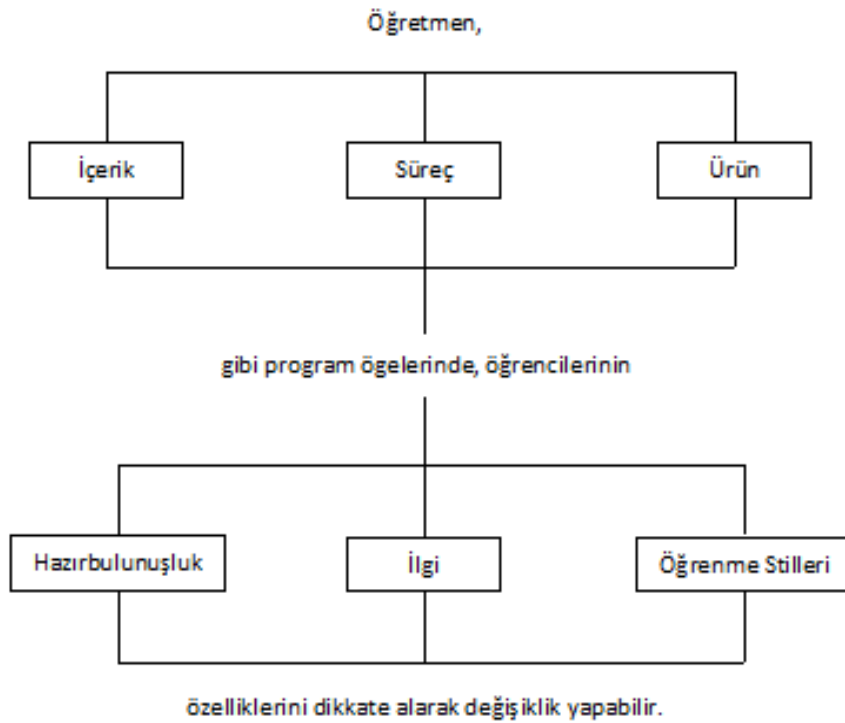 Öğretmen,
İçerik Süreç Ürün
gibi program ögelerinde, öğrencilerinin
Hazırbulunuşluk İlgi Öğrenme Stilleri
özelliklerini dikkate alarak değişiklik yapabilir.